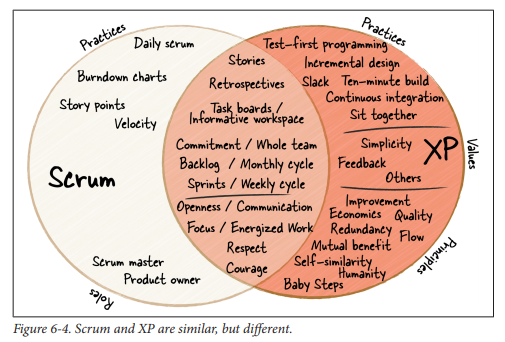 Practices
Daily scrum
Burndown charts
Story points
Velocity
Scrum
Scrum master
Product owner
Roles
Stories
Retrospectives
Task boards /
Informative workspace
Commitment / Whole team
Backlog / Monthly cycle
Sprints / Weekly cycle
Openness / Communication
Focus / Energized Work
Respect
Courage
Practices
Test-first programming
Incremental design
Slack Ten-minute build
Continuous integration
Sit together
Simplicity
Feedback
Others
XP
Values
Improvement
Economics Quality
Redundancy
Flow
Mutual benefit
Self-similarity
Humanity
Baby Steps
Principles
Figure 6-4. Scrum and XP are similar, but different.